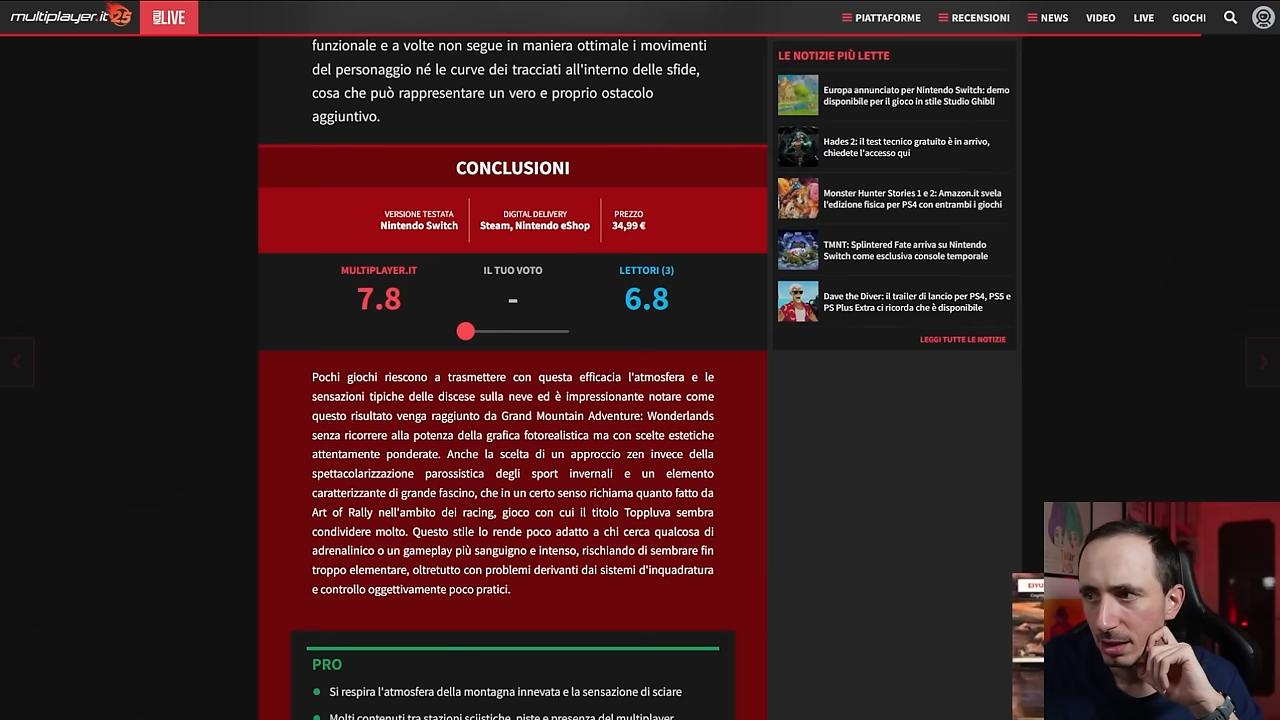 multiplayer.it 25
LIVE
PIATTAFORME
RECENSIONI
NEWS
VIDEO
LIVE
GIOCHI
funzionale e a volte non segue in maniera ottimale i movimenti
del personaggio né le curve dei tracciati all'interno delle sfide,
cosa che può rappresentare un vero e proprio ostacolo
aggiuntivo.
CONCLUSIONI
VERSIONE TESTATA
Nintendo Switch
DIGITAL DELIVERY
Steam, Nintendo eShop
PREZZO
34,99 €
MULTIPLAYER.IT
7.8
IL TUO VOTO
-
LETTORI (3)
6.8
Pochi giochi riescono a trasmettere con questa efficacia l'atmosfera e le
sensazioni tipiche delle discese sulla neve ed è impressionante notare come
questo risultato venga raggiunto da Grand Mountain Adventure: Wonderlands
senza ricorrere alla potenza della grafica fotorealistica ma con scelte estetiche
attentamente ponderate. Anche la scelta di un approccio zen invece della
spettacolarizzazione parossistica degli sport invernali e un elemento
caratterizzante di grande fascino, che in un certo senso richiama quanto fatto da
Art of Rally nell'ambito dei racing, gioco con cui il titolo Toppluva sembra
condividere molto. Questo stile lo rende poco adatto a chi cerca qualcosa di
adrenalinico o un gameplay più sanguigno e intenso, rischiando di sembrare fin
troppo elementare, oltretutto con problemi derivanti dai sistemi d'inquadratura
e controllo oggettivamente poco pratici.
PRO
Si respira l'atmosfera della montagna innevata e la sensazione di sciare
Molti contenuti tra stazioni sciistiche, piste e presenza del multiplayer
LE NOTIZIE PIÙ LETTE
Europa annunciato per Nintendo Switch: demo
disponibile per il gioco in stile Studio Ghibli
Hades 2: il test tecnico gratuito è in arrivo,
chiedete l'accesso qui
Monster Hunter Stories 1 e 2: Amazon.it svela
l'edizione fisica per PS4 con entrambi i giochi
TMNT: Splintered Fate arriva su Nintendo
Switch come esclusiva console temporale
Dave the Diver: il trailer di lancio per PS4, PS5 e
PS Plus Extra ci ricorda che è disponibile
LEGGI TUTTE LE NOTIZIE